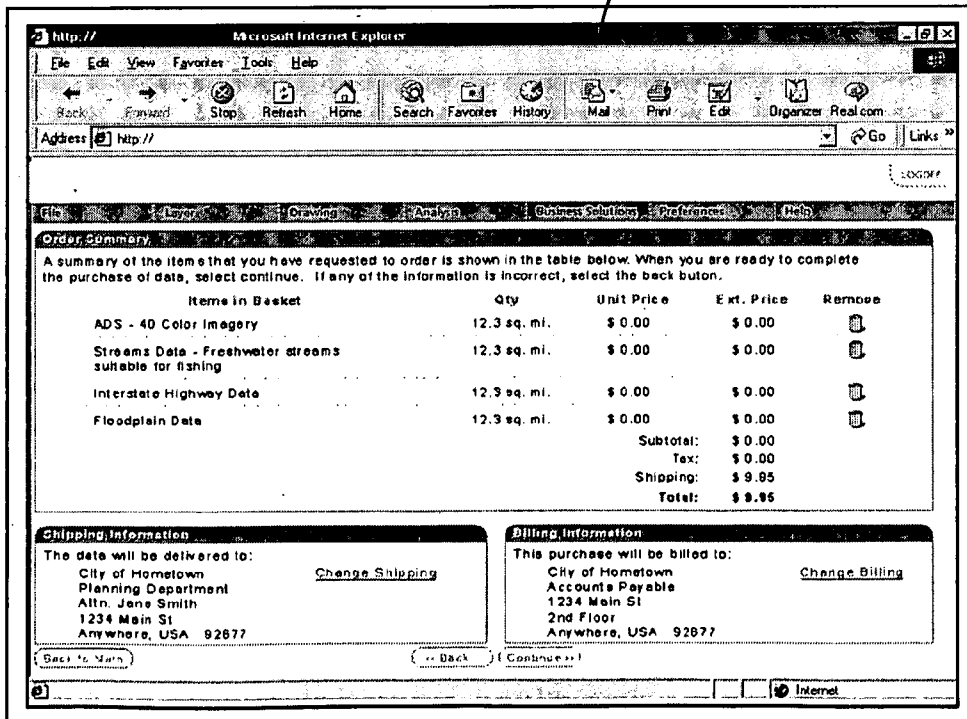 http:// Microsoft Internet Explorer
File Edit View Favorites Tools Help
Back Forward Stop Refresh Home Search Favorites History Mail Print Edit Organizer Real.com
Address http:// Go Links »
LOGOFF
File Layer Drawing Analysis Business Solutions Preferences Help
Order Summary
A summary of the items that you have requested to order is shown in the table below. When you are ready to complete
the purchase of data, select continue. If any of the information is incorrect, select the back buton.
Items in Basket Qty Unit Price Ext. Price Remove
ADS - 40 Color Imagery 12.3 sq. mi. $ 0.00 $ 0.00
Streams Data - Freshwater streams 12.3 sq. mi. $ 0.00 $ 0.00
suitable for fishing
Interstate Highway Data 12.3 sq. mi. $ 0.00 $ 0.00
Floodplain Data 12.3 sq. mi. $ 0.00 $ 0.00
Subtotal: $ 0.00
Tax: $ 0.00
Shipping: $ 9.95
Total: $ 9.95
Shipping Information
The data will be delivered to:
City of Hometown Change Shipping
Planning Department
Attn. Jane Smith
1234 Main St
Anywhere, USA 92677
Billing Information
This purchase will be billed to:
City of Hometown Change Billing
Accounts Payable
1234 Main St
2nd Floor
Anywhere, USA 92677
Back to Main << Back Continue >>
Internet